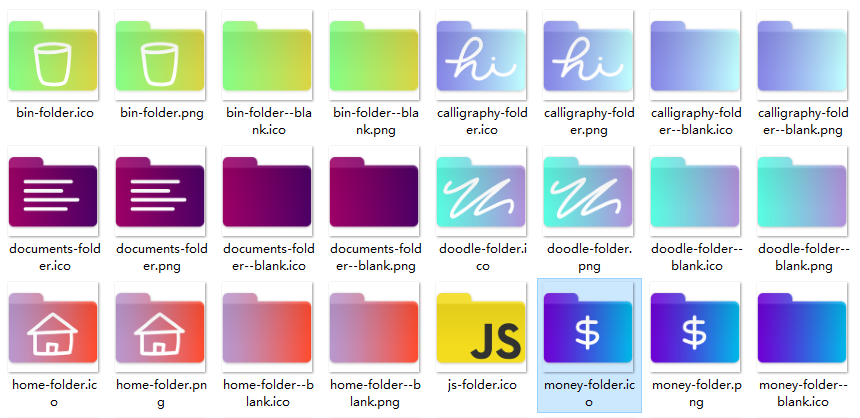 hi
hi
bin-folder.ico
bin-folder.png
bin-folder--bla
nk.ico
bin-folder--bla
nk.png
calligraphy-fold
er.ico
calligraphy-fold
er.png
calligraphy-fold
er--blank.ico
calligraphy-fold
er--blank.png
documents-fold
er.ico
documents-fold
er.png
documents-fold
er--blank.ico
documents-fold
er--blank.png
doodle-folder.i
co
doodle-folder.
png
doodle-folder--
blank.ico
doodle-folder--
blank.png
JS
$
$
home-folder.ic
o
home-folder.pn
g
home-folder--b
lank.ico
home-folder--b
lank.png
js-folder.ico
money-folder.ic
o
money-folder.p
ng
money-folder--
blank.ico